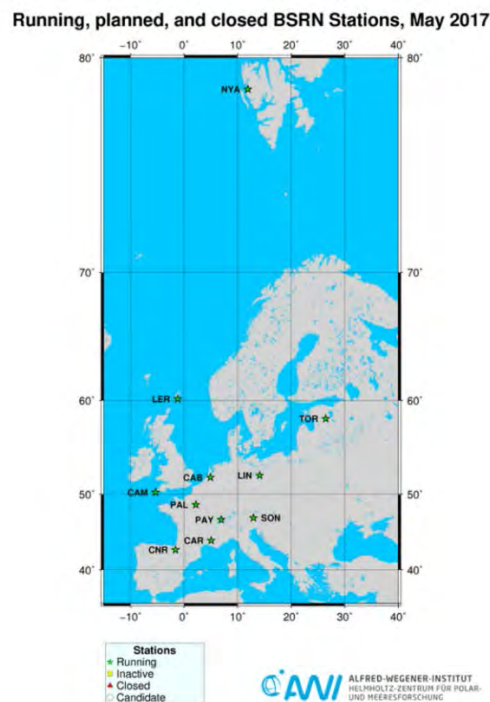 Running, planned, and closed BSRN Stations, May 2017
−10˚ 0˚ 10˚ 20˚ 30˚ 40˚
80˚ 80˚
NYA
70˚ 70˚
60˚ 60˚
LER
TOR
CAB LIN
50˚ 50˚
CAM
PAL
PAY SON
CAR
CNR
40˚ 40˚
−10˚ 0˚ 10˚ 20˚ 30˚ 40˚
Stations
Running
Inactive
Closed
Candidate
AWI
ALFRED-WEGENER-INSTITUT
HELMHOLTZ-ZENTRUM FÜR POLAR-
UND MEERESFORSCHUNG